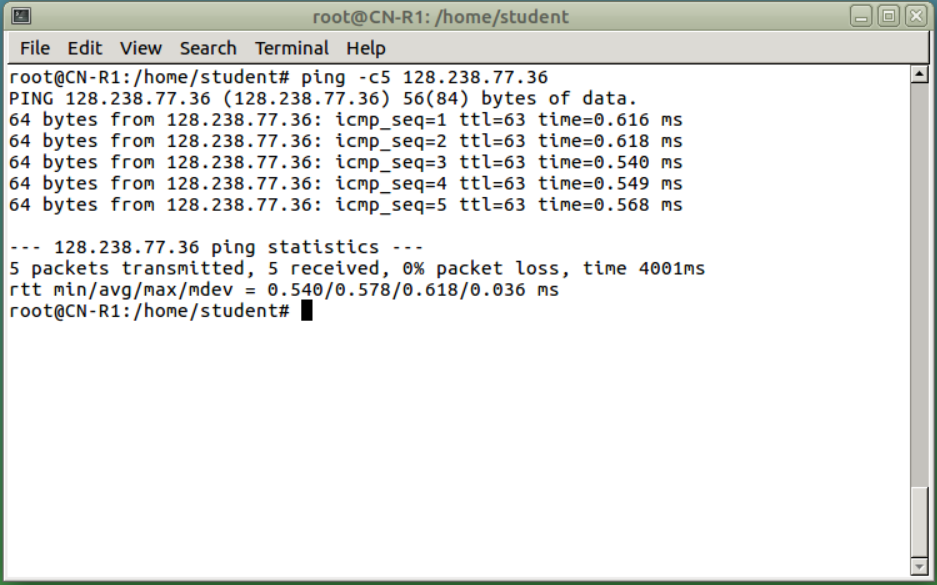 root@CN-R1: /home/student
File Edit View Search Terminal Help
root@CN-R1:/home/student# ping -c5 128.238.77.36
PING 128.238.77.36 (128.238.77.36) 56(84) bytes of data.
64 bytes from 128.238.77.36: icmp_seq=1 ttl=63 time=0.616 ms
64 bytes from 128.238.77.36: icmp_seq=2 ttl=63 time=0.618 ms
64 bytes from 128.238.77.36: icmp_seq=3 ttl=63 time=0.540 ms
64 bytes from 128.238.77.36: icmp_seq=4 ttl=63 time=0.549 ms
64 bytes from 128.238.77.36: icmp_seq=5 ttl=63 time=0.568 ms
--- 128.238.77.36 ping statistics ---
5 packets transmitted, 5 received, 0% packet loss, time 4001ms
rtt min/avg/max/mdev = 0.540/0.578/0.618/0.036 ms
root@CN-R1:/home/student#